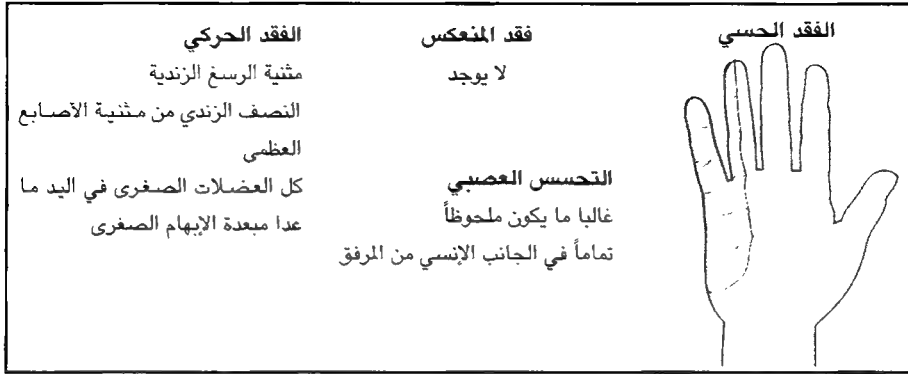 الفقد الحسي
فقد المنعكس
لا يوجد
التحسس العصبي
غالبا ما يكون ملحوظاً
تماماً في الجانب الإنسي من المرفق
الفقد الحركي
مثنية الرسغ الزندية
النصف الزندي من مثنية الأصابع
العظمى
كل العضلات الصغرى في اليد ما
عدا مبعدة الإبهام الصغرى